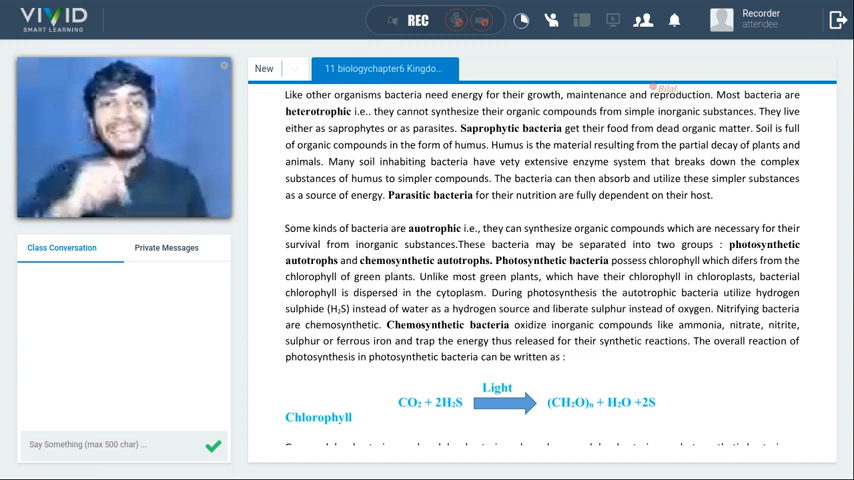 VIVID
SMART LEARNING
REC
Recorder
attendee
New
11 biologychapter6 Kingdo...
Bilal
Like other organisms bacteria need energy for their growth, maintenance and reproduction. Most bacteria are
heterotrophic i.e.. they cannot synthesize their organic compounds from simple inorganic substances. They live
either as saprophytes or as parasites. Saprophytic bacteria get their food from dead organic matter. Soil is full
of organic compounds in the form of humus. Humus is the material resulting from the partial decay of plants and
animals. Many soil inhabiting bacteria have vety extensive enzyme system that breaks down the complex
substances of humus to simpler compounds. The bacteria can then absorb and utilize these simpler substances
as a source of energy. Parasitic bacteria for their nutrition are fully dependent on their host.
Some kinds of bacteria are auotrophic i.e., they can synthesize organic compounds which are necessary for their
survival from inorganic substances.These bacteria may be separated into two groups : photosynthetic
autotrophs and chemosynthetic autotrophs. Photosynthetic bacteria possess chlorophyll which difers from the
chlorophyll of green plants. Unlike most green plants, which have their chlorophyll in chloroplasts, bacterial
chlorophyll is dispersed in the cytoplasm. During photosynthesis the autotrophic bacteria utilize hydrogen
sulphide (H₂S) instead of water as a hydrogen source and liberate sulphur instead of oxygen. Nitrifying bacteria
are chemosynthetic. Chemosynthetic bacteria oxidize inorganic compounds like ammonia, nitrate, nitrite,
sulphur or ferrous iron and trap the energy thus released for their synthetic reactions. The overall reaction of
photosynthesis in photosynthetic bacteria can be written as :
Light
CO₂ + 2H₂S (CH₂O)ₙ + H₂O +2S
Chlorophyll
Class Conversation
Private Messages
Say Something (max 500 char) ...